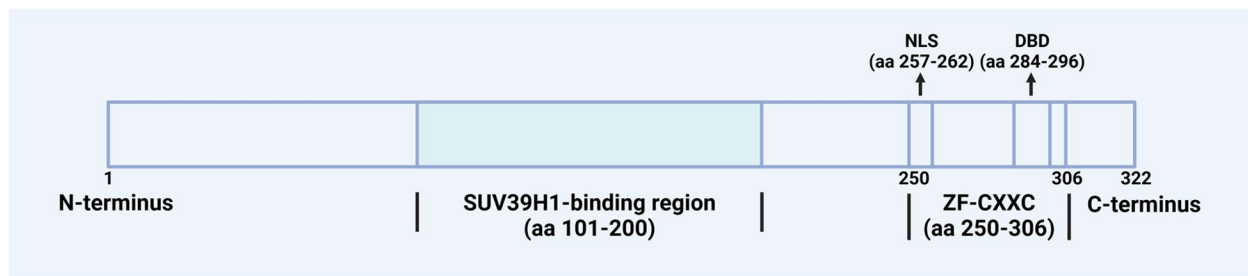 NLS
(aa 257-262)
DBD
(aa 284-296)
1
250
306
322
N-terminus
SUV39H1-binding region
(aa 101-200)
ZF-CXXC
(aa 250-306)
C-terminus